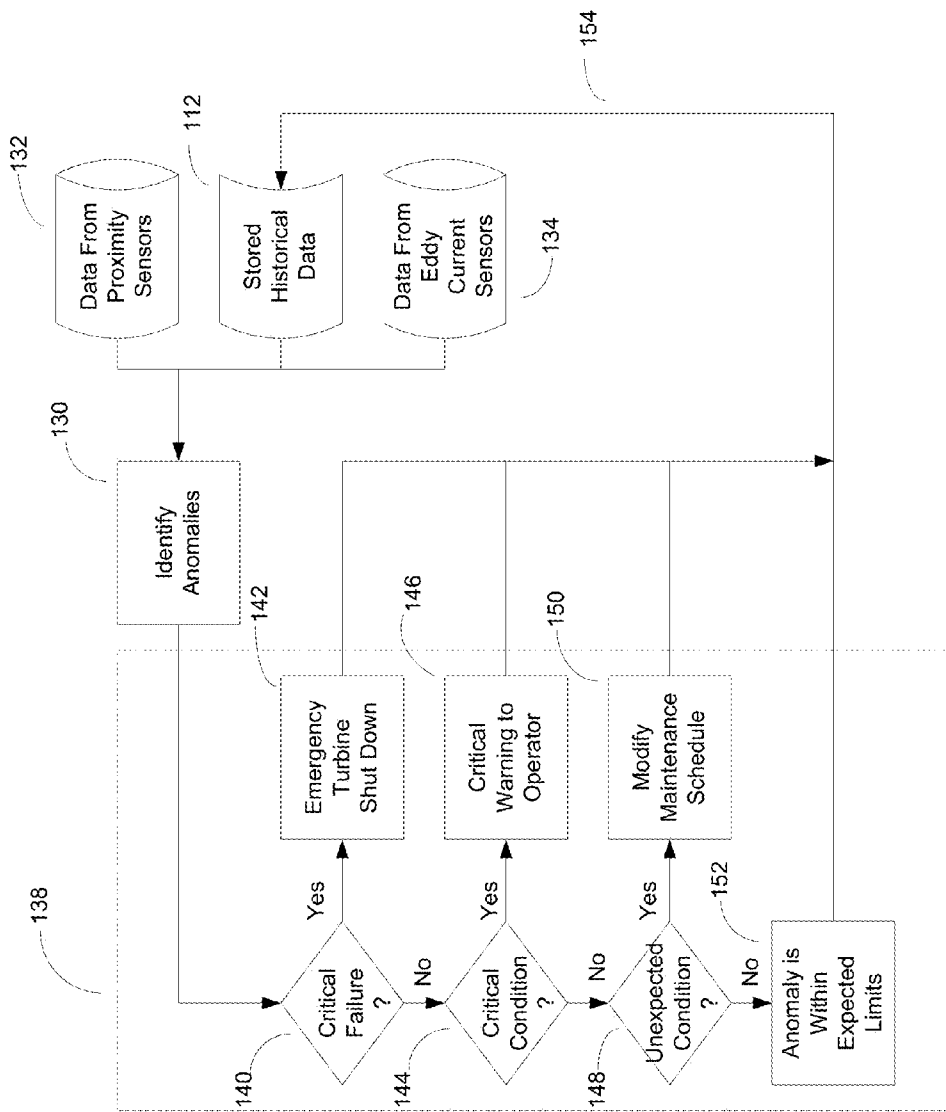 138
140
Critical
Failure
?
Yes
No
142
Emergency
Turbine
Shut Down
144
Critical
Condition
?
Yes
No
146
Critical
Warning to
Operator
148
Unexpected
Condition
?
Yes
No
150
Modify
Maintenance
Schedule
152
Anomaly is
Within
Expected
Limits
130
Identify
Anomalies
132
Data From
Proximity
Sensors
112
Stored
Historical
Data
Data From
Eddy
Current
Sensors
134
154